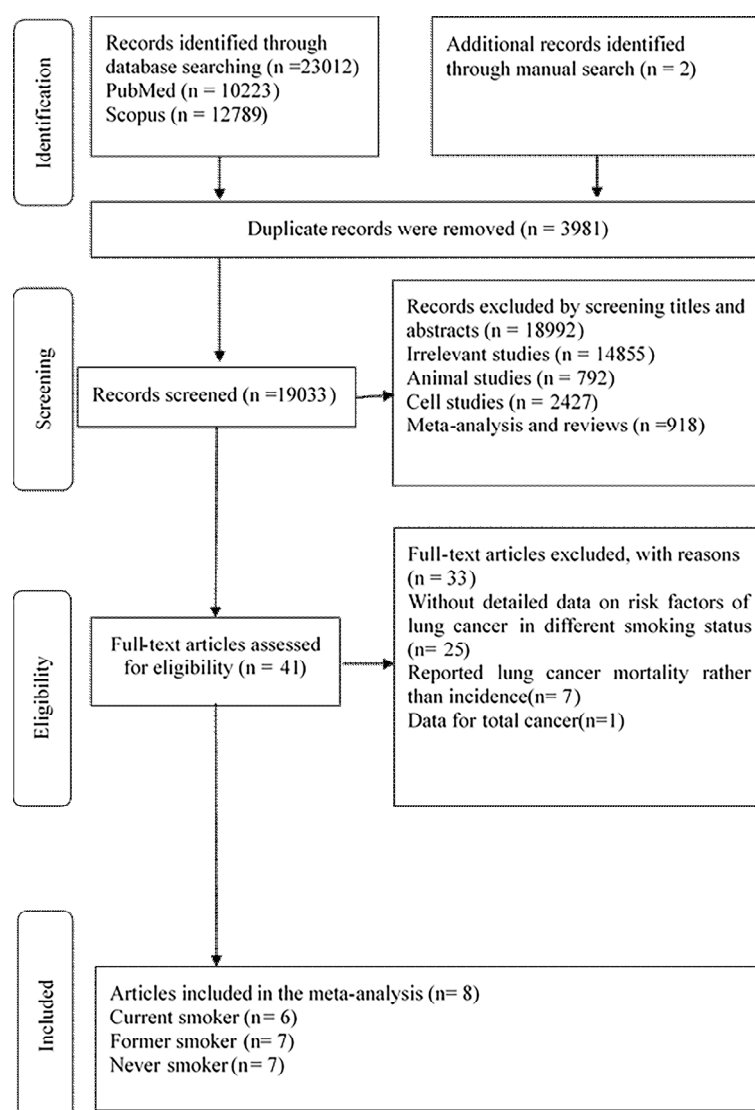 Identification
Records identified through
database searching (n =23012)
PubMed (n = 10223)
Scopus (n = 12789)
Additional records identified
through manual search (n = 2)
Duplicate records were removed (n = 3981)
Screening
Records screened (n =19033)
Records excluded by screening titles and
abstracts (n = 18992)
Irrelevant studies (n = 14855)
Animal studies (n = 792)
Cell studies (n = 2427)
Meta-analysis and reviews (n =918)
Eligibility
Full-text articles assessed
for eligibility (n = 41)
Full-text articles excluded, with reasons
(n = 33)
Without detailed data on risk factors of
lung cancer in different smoking status
(n= 25)
Reported lung cancer mortality rather
than incidence(n= 7)
Data for total cancer(n=1)
Included
Articles included in the meta-analysis (n= 8)
Current smoker (n= 6)
Former smoker (n= 7)
Never smoker (n= 7)